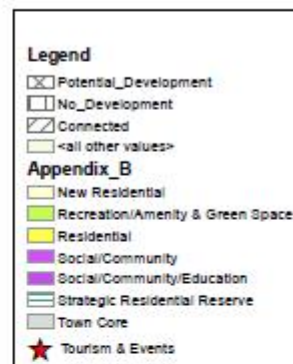 Legend
Potential_Development
No_Development
Connected
<all other values>
Appendix_B
New Residential
Recreation/Amenity & Green Space
Residential
Social/Community
Social/Community/Education
Strategic Residential Reserve
Town Core
Tourism & Events